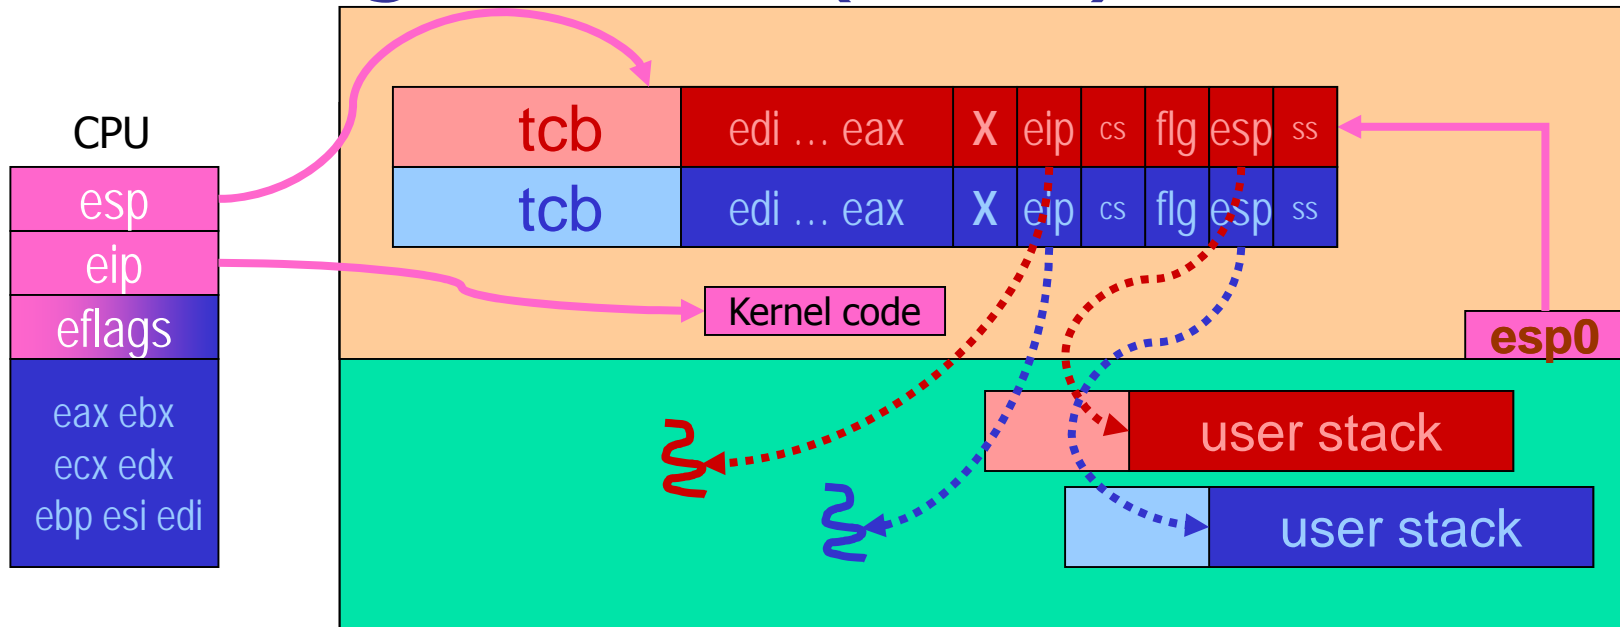 CPU
esp
eip
eflags
eax ebx
ecx edx
ebp esi edi
tcb edi ... eax X eip cs flg esp ss
tcb edi ... eax X eip cs flg esp ss
Kernel code
esp0
user stack
user stack